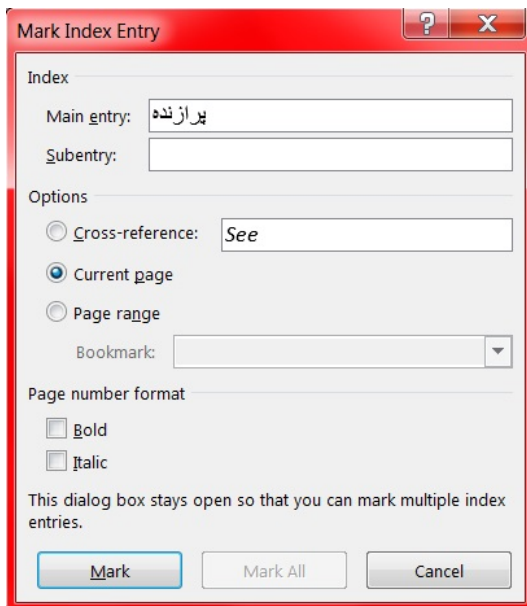 Mark Index Entry
Index
Main entry: پرازنده
Subentry:
Options
Cross-reference: See
Current page
Page range
Bookmark:
Page number format
Bold
Italic
This dialog box stays open so that you can mark multiple index
entries.
Mark Mark All Cancel